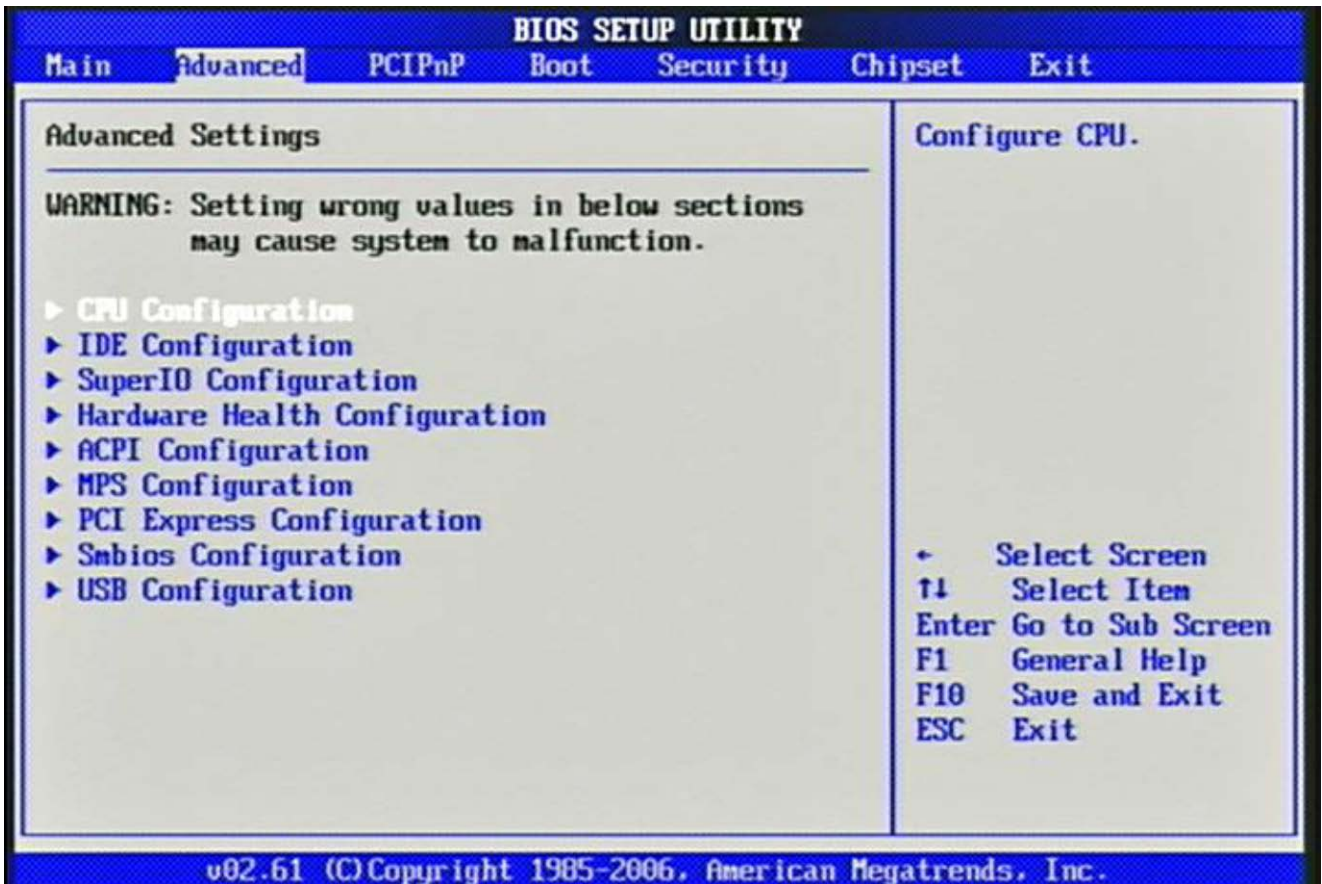 BIOS SETUP UTILITY
Main Advanced PCIPnP Boot Security Chipset Exit
Advanced Settings
WARNING: Setting wrong values in below sections
may cause system to malfunction.
▶ CPU Configuration
▶ IDE Configuration
▶ SuperIO Configuration
▶ Hardware Health Configuration
▶ ACPI Configuration
▶ MPS Configuration
▶ PCI Express Configuration
▶ Smbios Configuration
▶ USB Configuration
Configure CPU.
← Select Screen
↑↓ Select Item
Enter Go to Sub Screen
F1 General Help
F10 Save and Exit
ESC Exit
v02.61 (C)Copyright 1985-2006, American Megatrends, Inc.